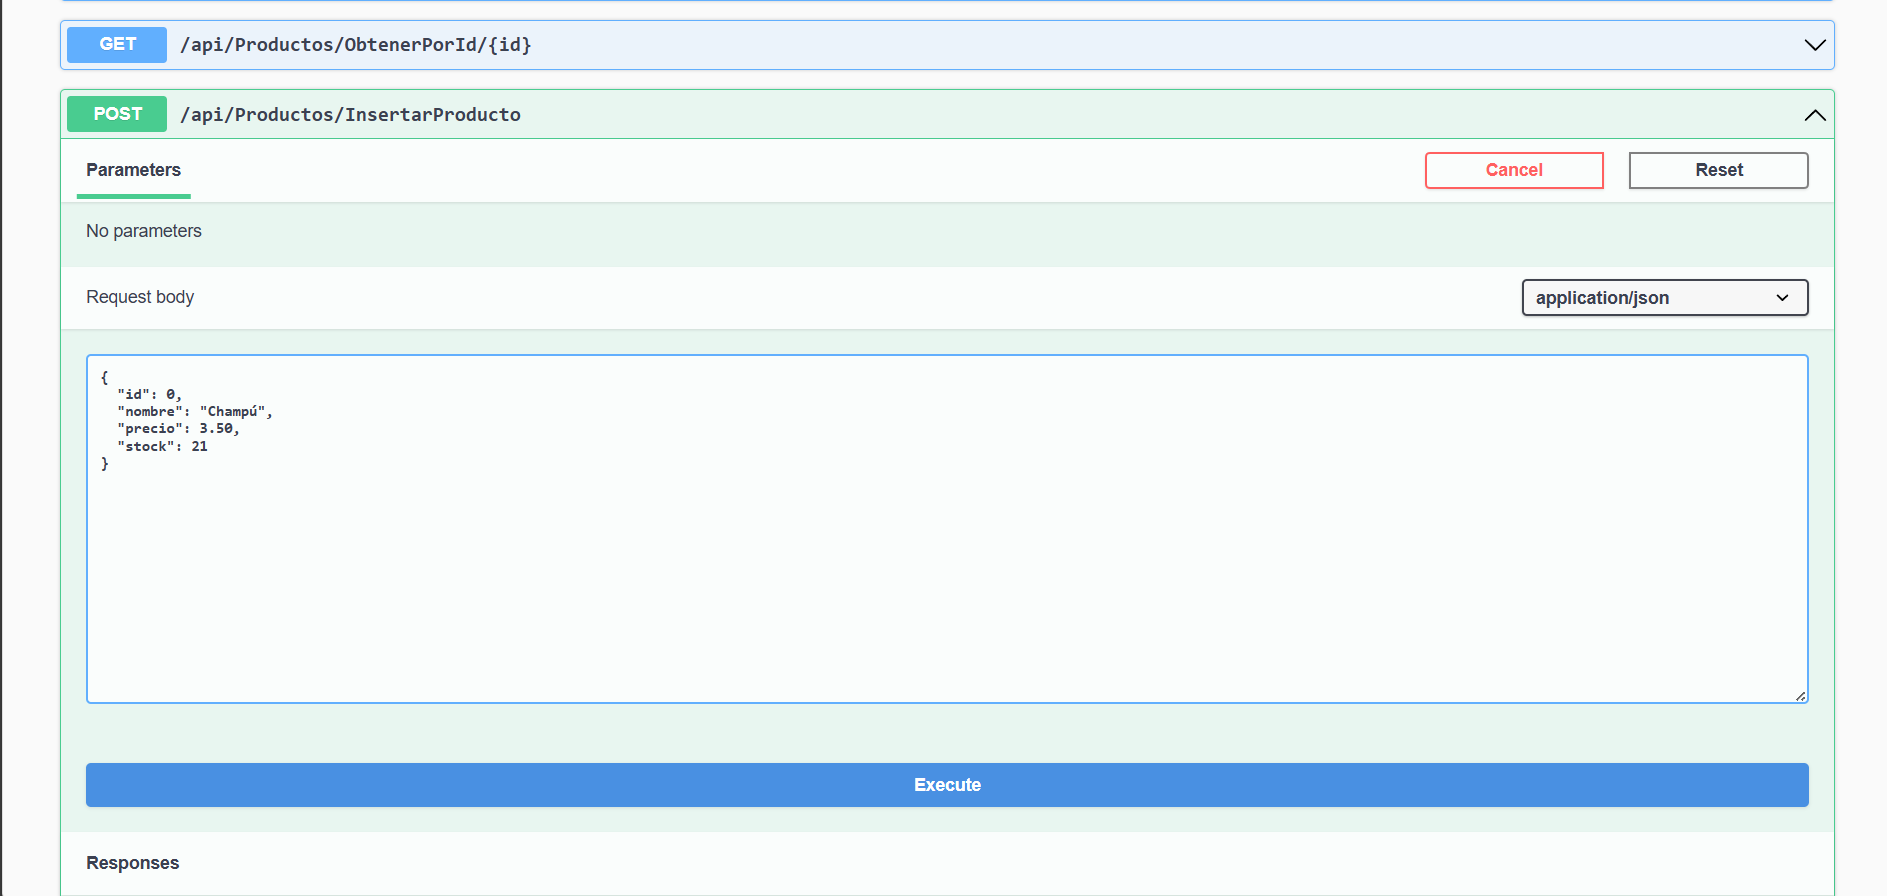 GET /api/Productos/ObtenerPorId/{id}
POST /api/Productos/InsertarProducto
Parameters
Cancel
Reset
No parameters
Request body
application/json
{
  "id": 0,
  "nombre": "Champú",
  "precio": 3.50,
  "stock": 21
}
Execute
Responses